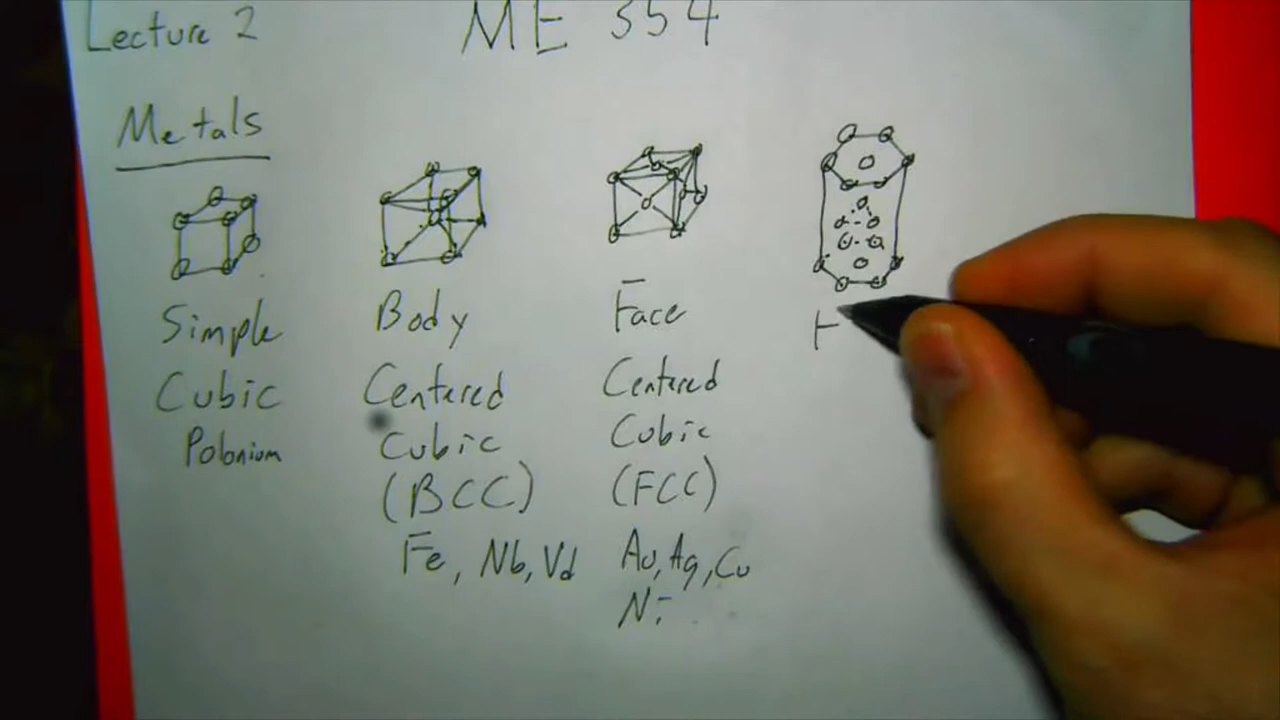 Lecture 2
ME 354
Metals
Simple
Cubic
Polonium
Body
Centered
Cubic
(BCC)
Fe, Nb, Vd
Face
Centered
Cubic
(FCC)
Au, Ag, Cu
Ni
H